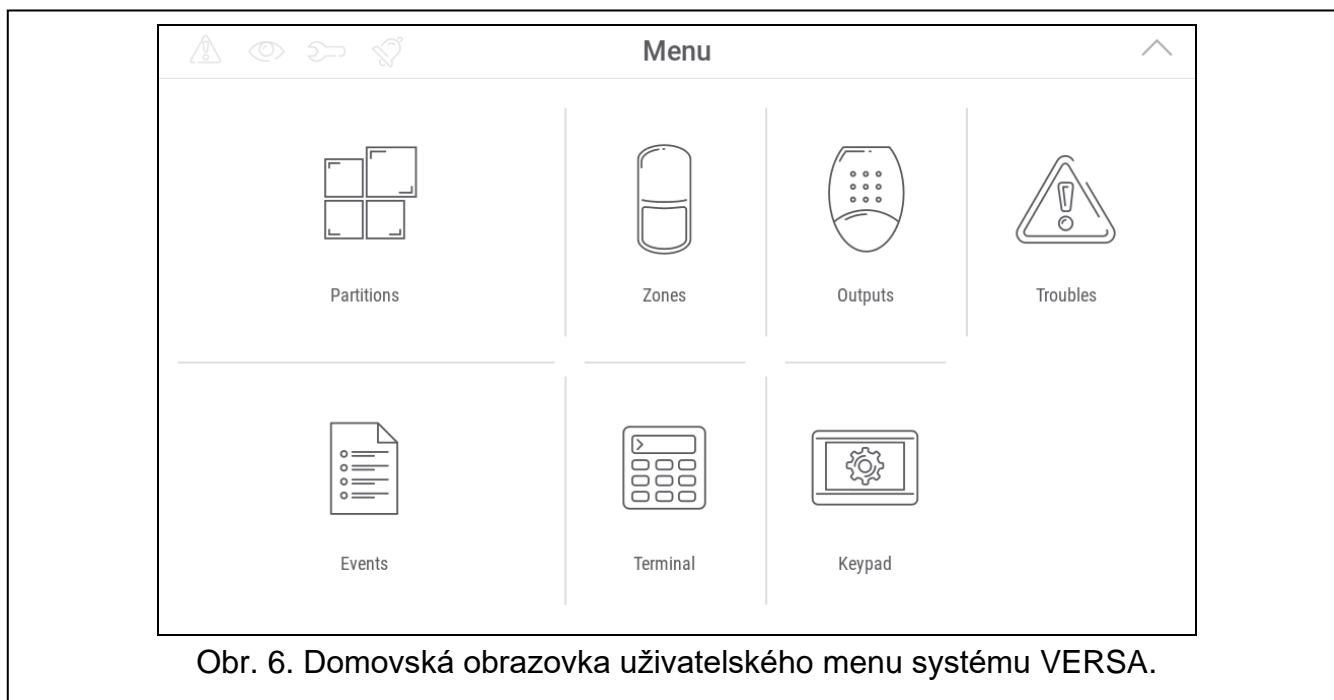 Menu
Partitions
Zones
Outputs
Troubles
Events
Terminal
Keypad
Obr. 6. Domovská obrazovka uživatelského menu systému VERSA.